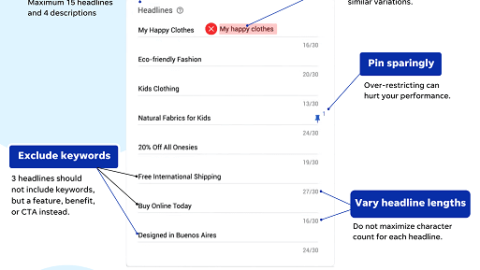 Maximum 15 headlines
and 4 descriptions
similar variations.
Headlines
My Happy Clothes
My happy clothes
16/30
Eco-friendly Fashion
20/30
Kids Clothing
13/30
Natural Fabrics for Kids
1
24/30
20% Off All Onesies
19/30
Free International Shipping
27/30
Buy Online Today
16/30
Designed in Buenos Aires
24/30
Pin sparingly
Over-restricting can
hurt your performance.
Exclude keywords
3 headlines should
not include keywords,
but a feature, benefit,
or CTA instead.
Vary headline lengths
Do not maximize character
count for each headline.